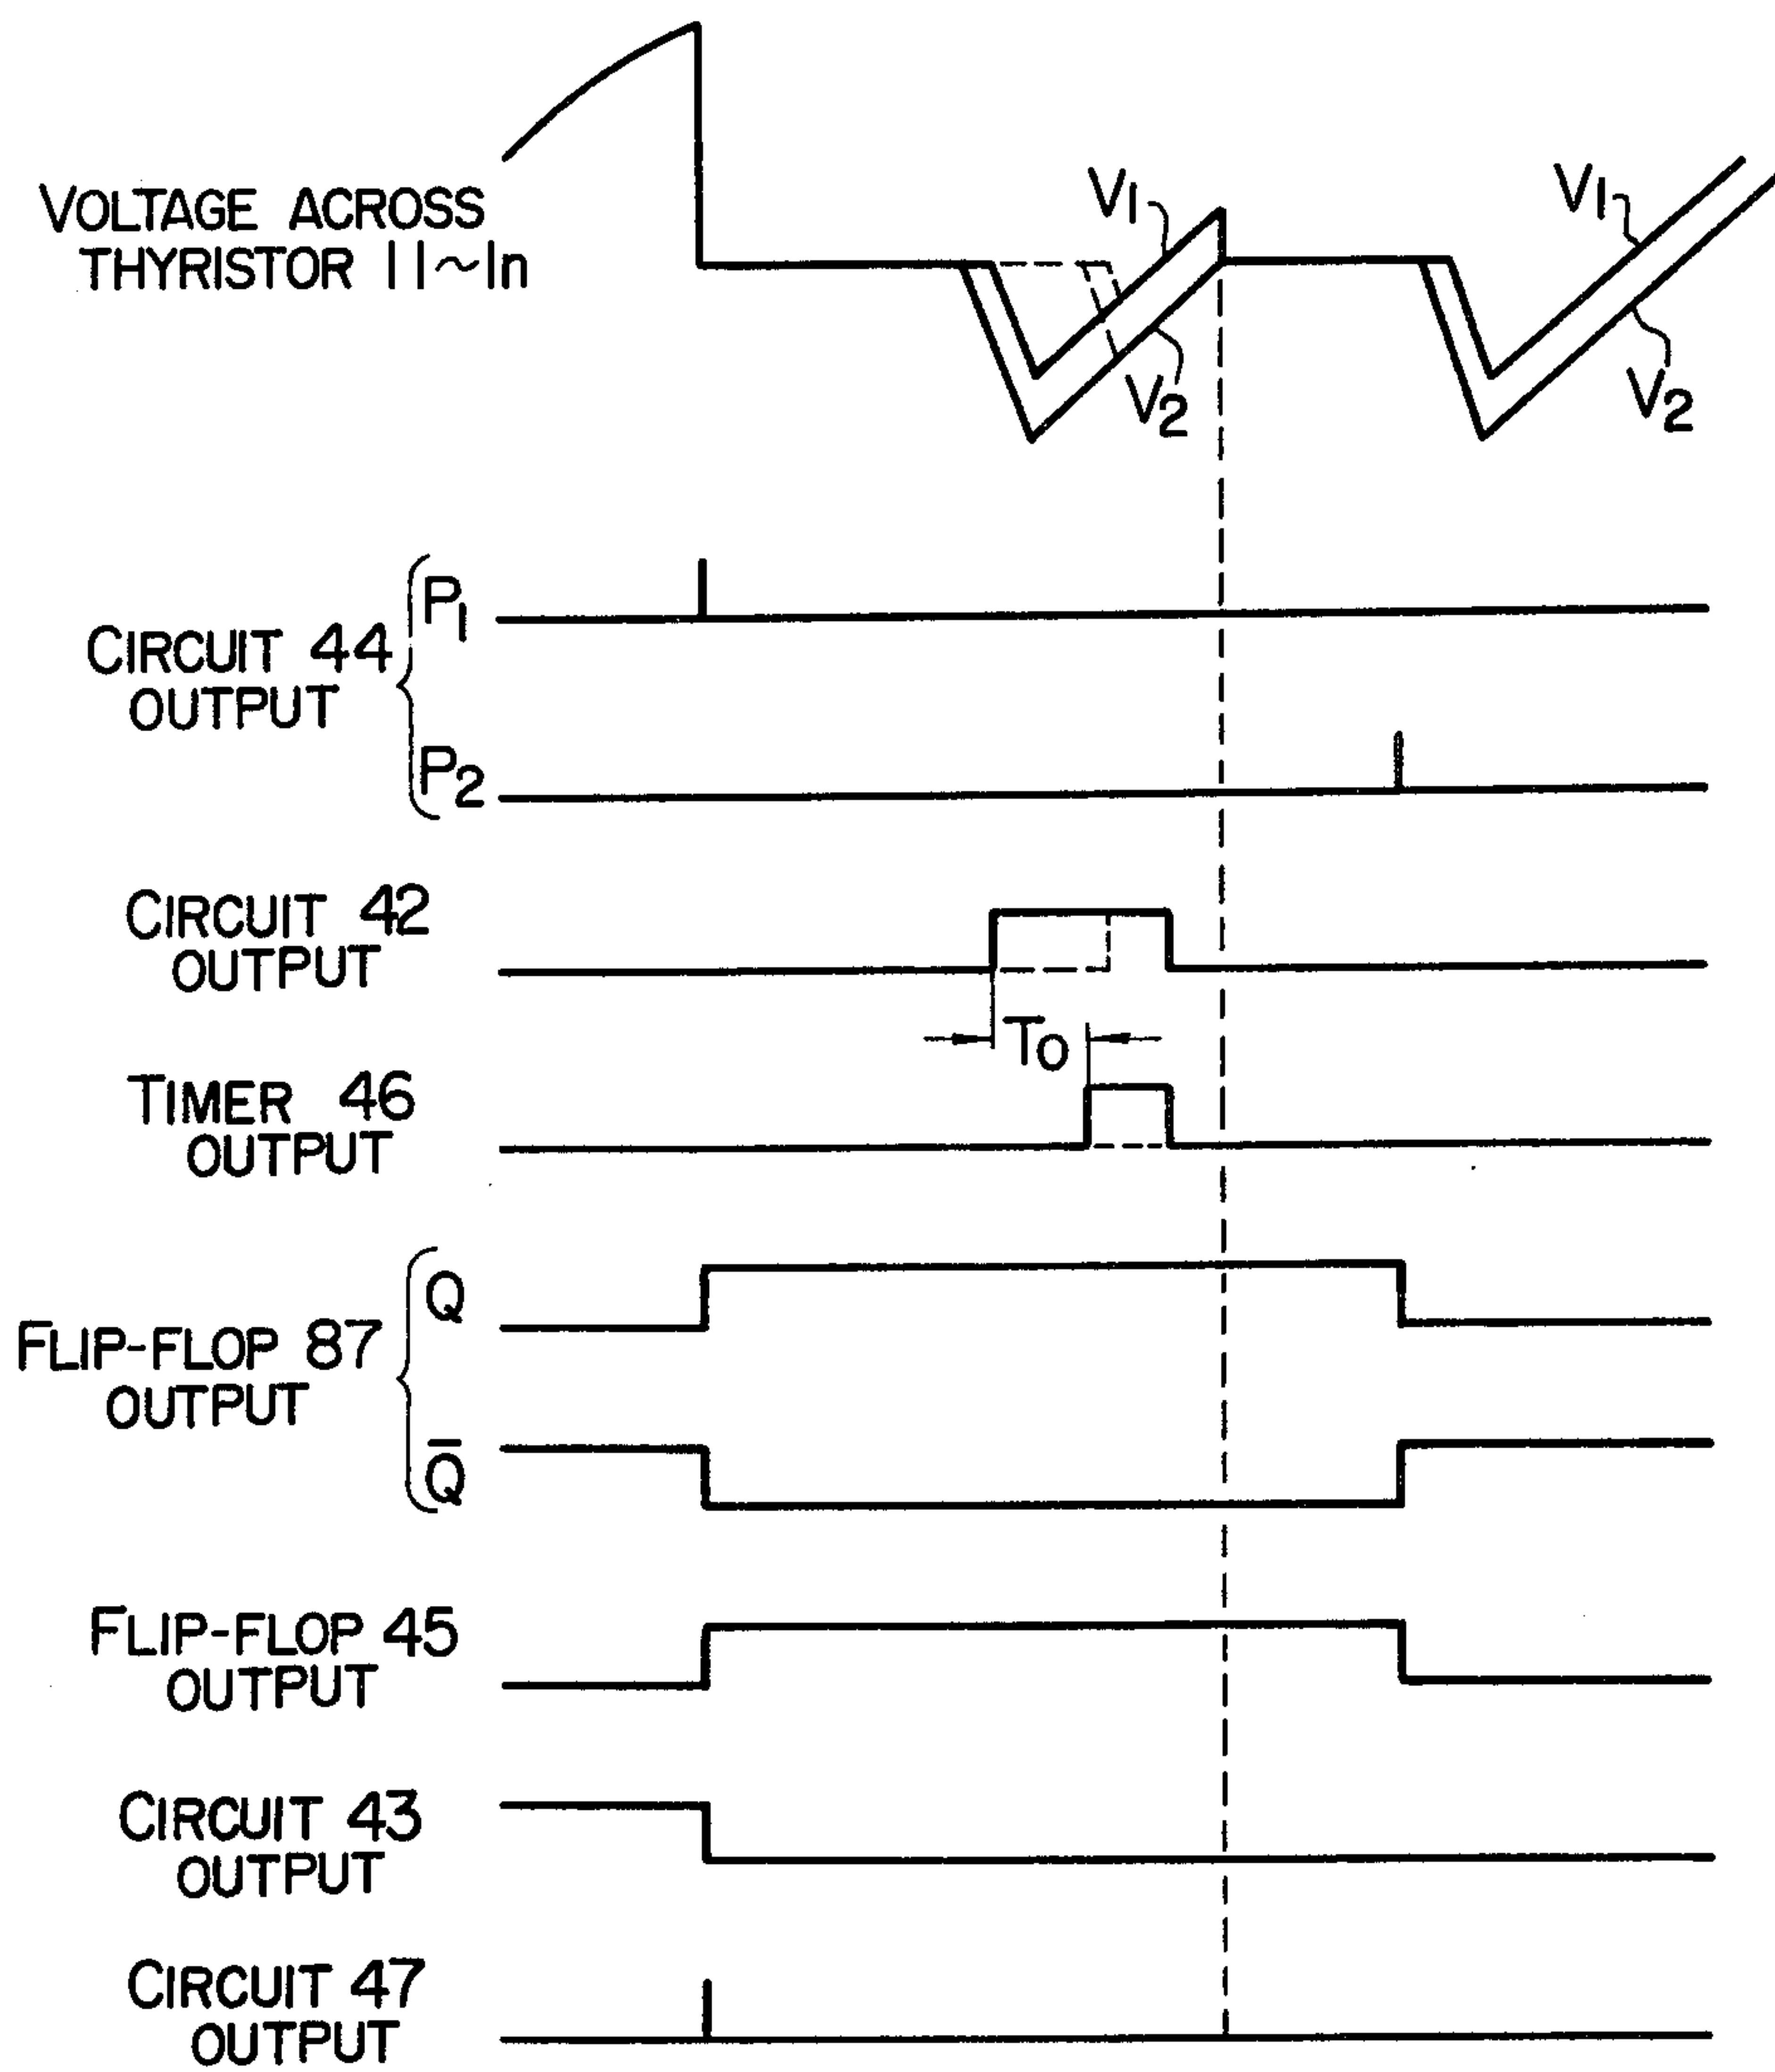 VOLTAGE ACROSS
THYRISTOR 11~1n
V1
V2
V1
V2
CIRCUIT 44
OUTPUT
P1
P2
CIRCUIT 42
OUTPUT
To
TIMER 46
OUTPUT
FLIP-FLOP 87
OUTPUT
Q
Q̅
FLIP-FLOP 45
OUTPUT
CIRCUIT 43
OUTPUT
CIRCUIT 47
OUTPUT